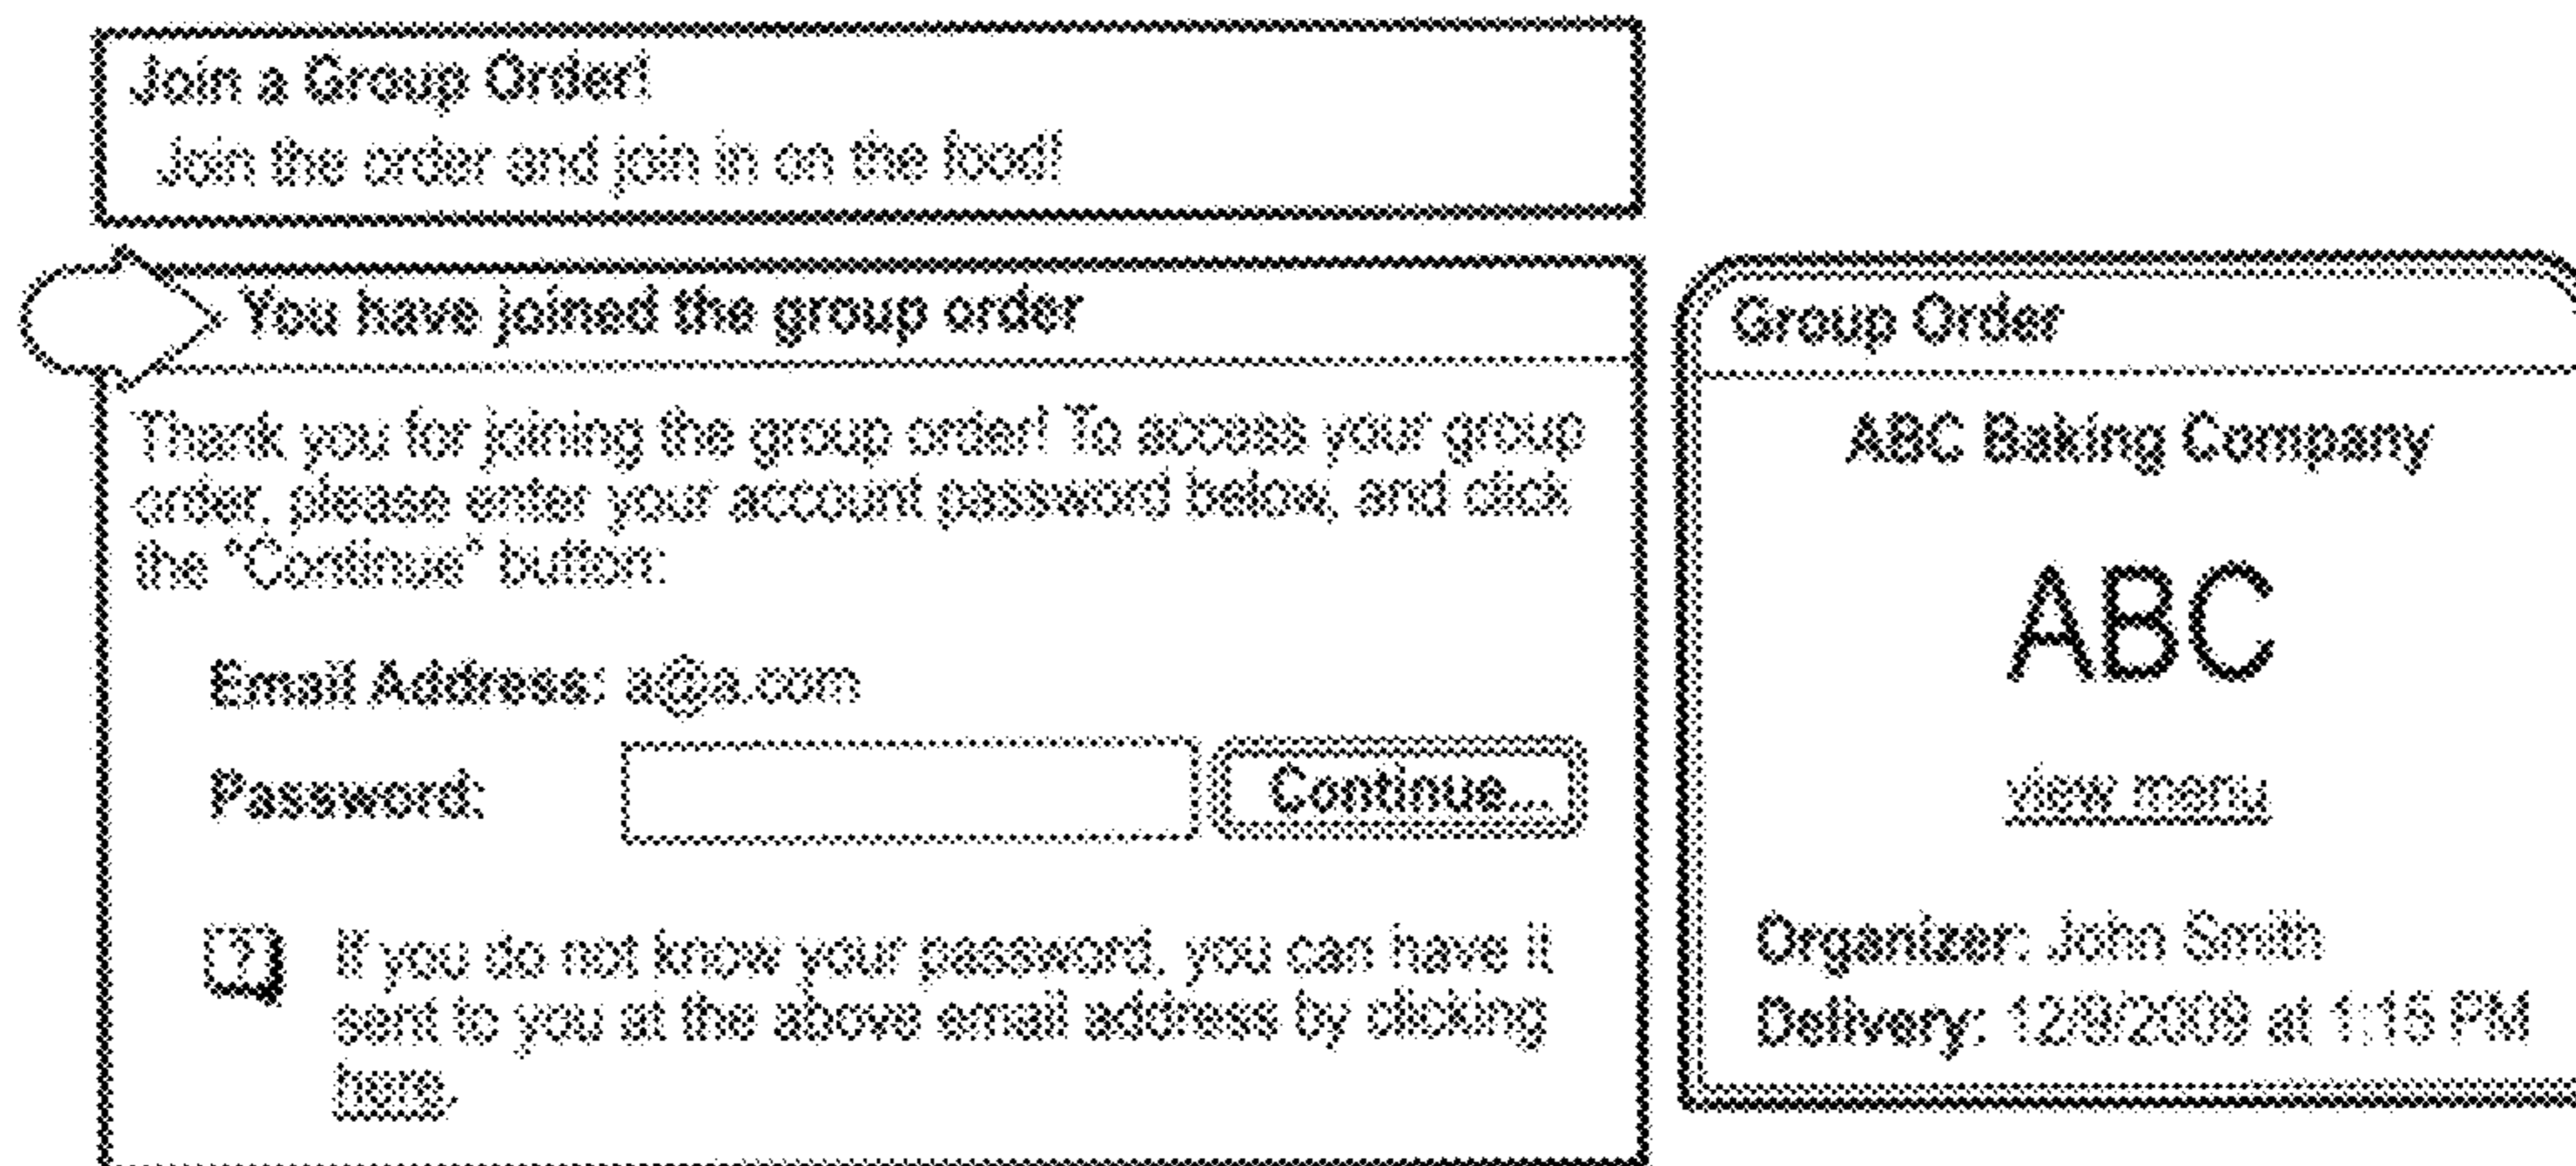 Join a Group Order!
Join the order and join in on the food!
You have joined the group order
Thank you for joining the group order! To access your group
order, please enter your account password below, and click
the "Continue" button:
Email Address: a@a.com
Password:
Continue...
?
If you do not know your password, you can have it
sent to you at the above email address by clicking
here.
Group Order
ABC Baking Company
ABC
view menu
Organizer: John Smith
Delivery: 12/9/2009 at 1:15 PM